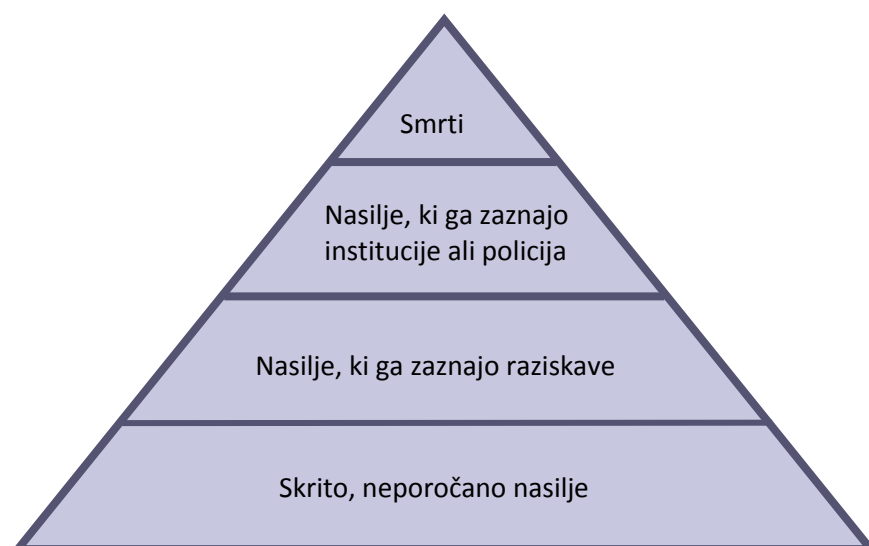 Smrti
Nasilje, ki ga zaznajo
institucije ali policija
Nasilje, ki ga zaznajo raziskave
Skrito, neporočano nasilje